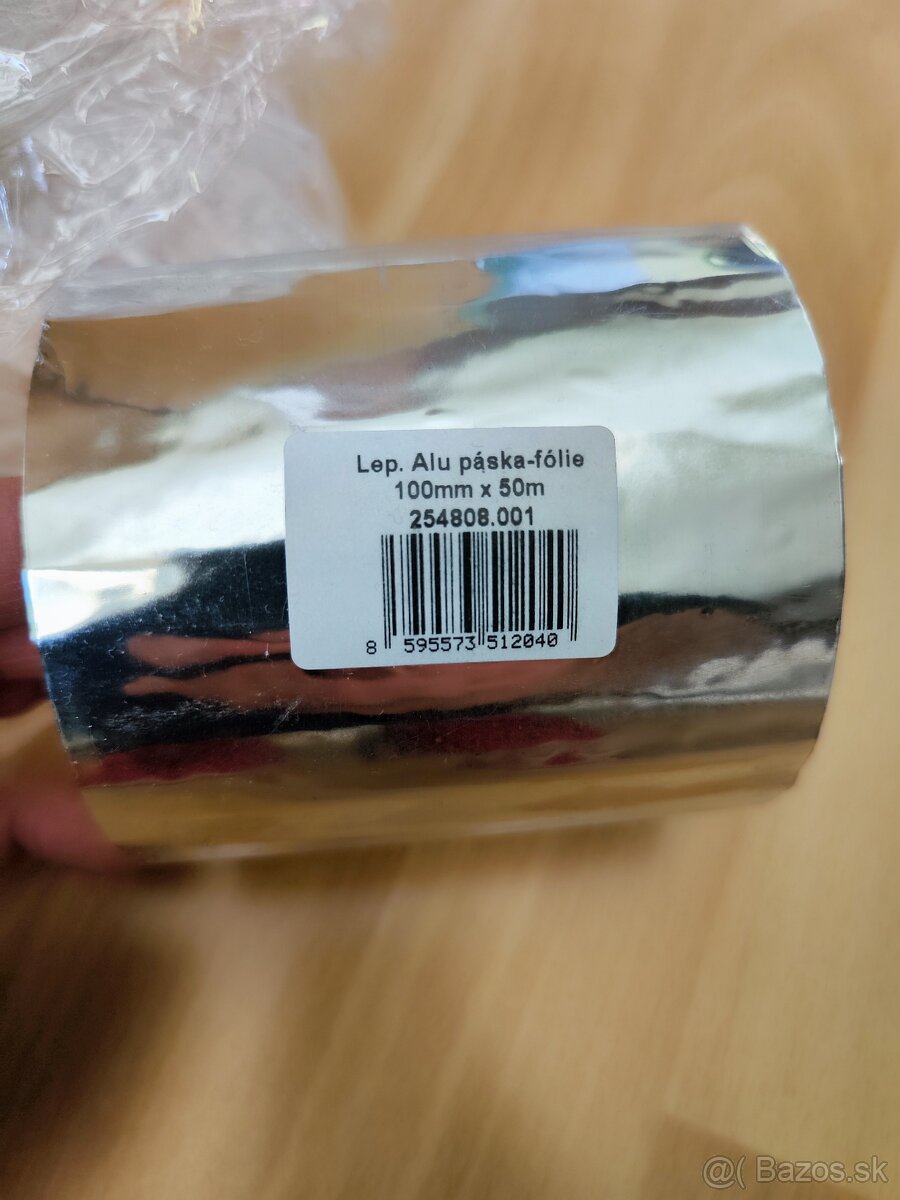 Lep. Alu páska-fólie
100mm x 50m
254808.001
8 595573 512040
@( Bazos.sk